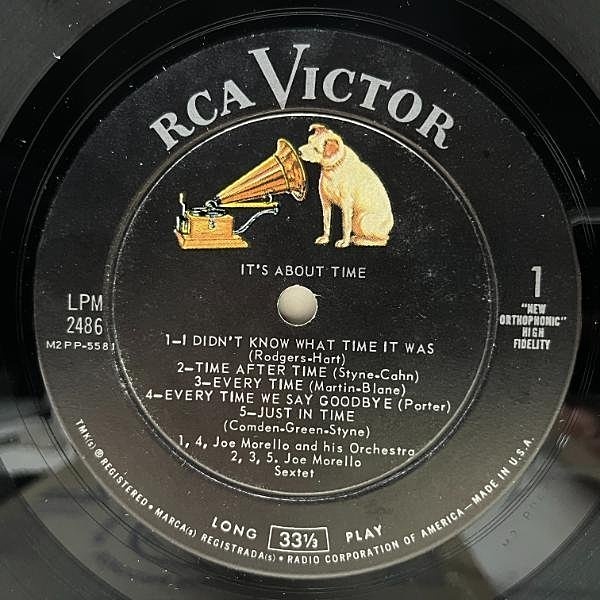 RCA VICTOR
IT'S ABOUT TIME
LPM
2486
M2PP-5581
1
"NEW
ORTHOPHONIC"
HIGH
FIDELITY
1–I DIDN'T KNOW WHAT TIME IT WAS
(Rodgers-Hart)
2–TIME AFTER TIME (Styne-Cahn)
3–EVERY TIME (Martin-Blane)
4–EVERY TIME WE SAY GOODBYE (Porter)
5–JUST IN TIME
(Comden-Green-Styne)
1, 4, Joe Morello and his Orchestra
2, 3, 5. Joe Morello
Sextet
LONG 33⅓ PLAY
TMK(s) ® REGISTERED • MARCA(s) REGISTRADA(s) • RADIO CORPORATION OF AMERICA—MADE IN U.S.A.